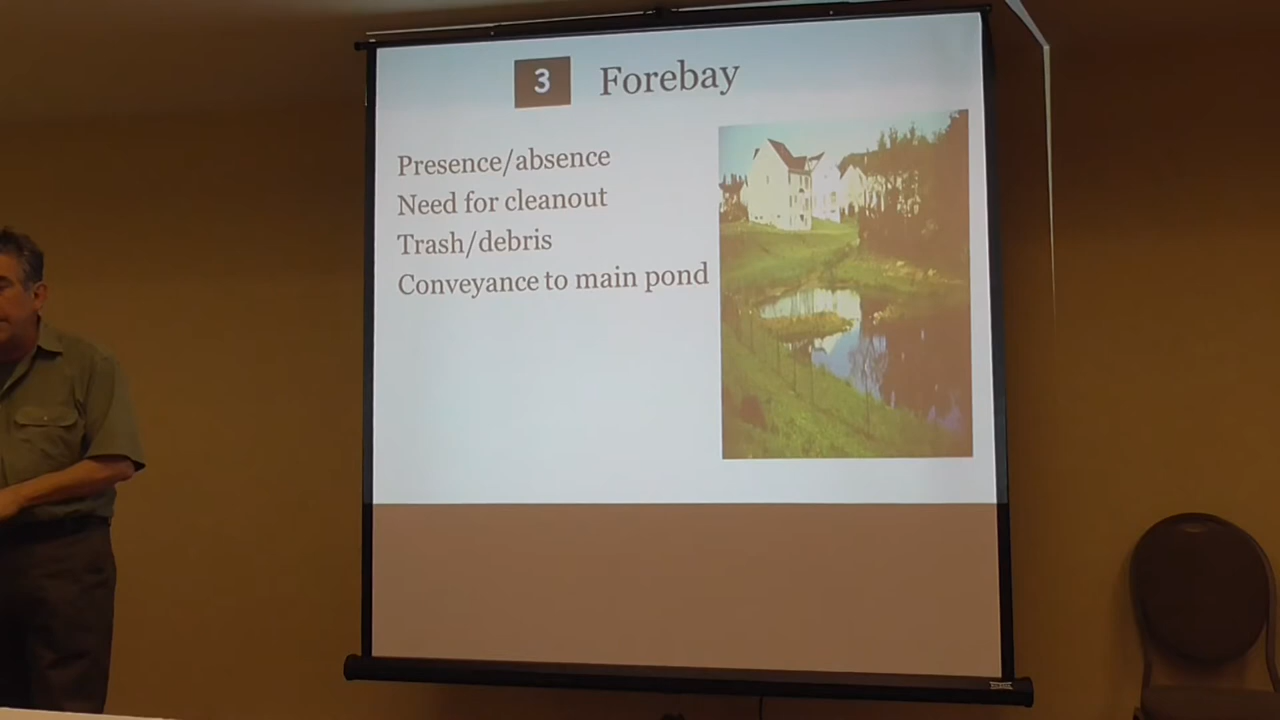 3 Forebay
Presence/absence
Need for cleanout
Trash/debris
Conveyance to main pond